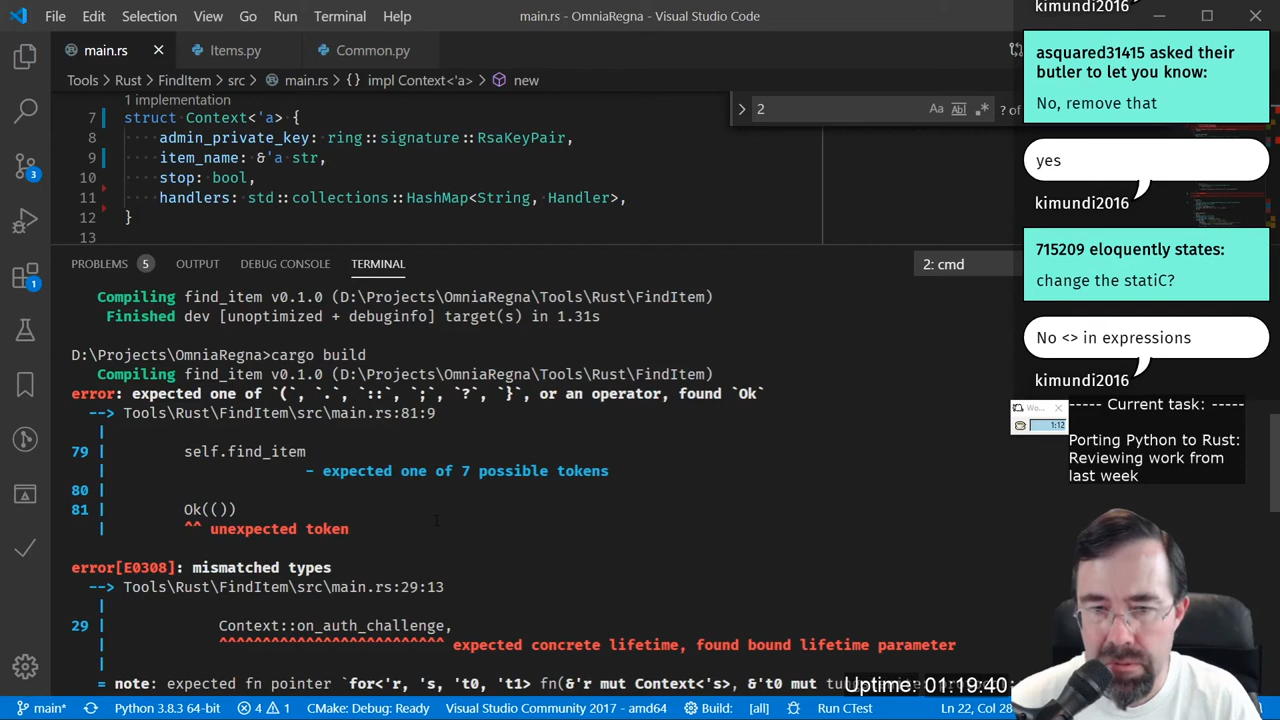 File Edit Selection View Go Run Terminal Help
main.rs - OmniaRegna - Visual Studio Code
main.rs
Items.py
Common.py
Tools > Rust > FindItem > src > main.rs > {} impl Context<'a> > new
1 implementation
7 struct Context<'a> {
8 ····admin_private_key: ring::signature::RsaKeyPair,
9 ····item_name: &'a str,
10 ····stop: bool,
11 ····handlers: std::collections::HashMap<String, Handler>,
12 }
13
2
Aa Abl .* ? of
PROBLEMS 5 OUTPUT DEBUG CONSOLE TERMINAL
2: cmd
Compiling find_item v0.1.0 (D:\Projects\OmniaRegna\Tools\Rust\FindItem)
Finished dev [unoptimized + debuginfo] target(s) in 1.31s
D:\Projects\OmniaRegna>cargo build
Compiling find_item v0.1.0 (D:\Projects\OmniaRegna\Tools\Rust\FindItem)
error: expected one of `(`, `.`, `::`, `;`, `?`, `}`, or an operator, found `Ok`
--> Tools\Rust\FindItem\src\main.rs:81:9
|
79 | self.find_item
| - expected one of 7 possible tokens
80 |
81 | Ok(())
| ^^ unexpected token
error[E0308]: mismatched types
--> Tools\Rust\FindItem\src\main.rs:29:13
|
29 | Context::on_auth_challenge,
| ^^^^^^^^^^^^^^^^^^^^^^^^^^ expected concrete lifetime, found bound lifetime parameter
|
= note: expected fn pointer `for<'r, 's, 't0, 't1> fn(&'r mut Context<'s>, &'t0 mut
kimundi2016
asquared31415 asked their
butler to let you know:
No, remove that
yes
kimundi2016
715209 eloquently states:
change the statiC?
No <> in expressions
kimundi2016
Wo...
1:12
----- Current task: -----
Porting Python to Rust:
Reviewing work from
last week
Uptime: 01:19:40
3
1
main* Python 3.8.3 64-bit 4 1 CMake: Debug: Ready Visual Studio Community 2017 - amd64 Build: [all] Run CTest Ln 22, Col 28